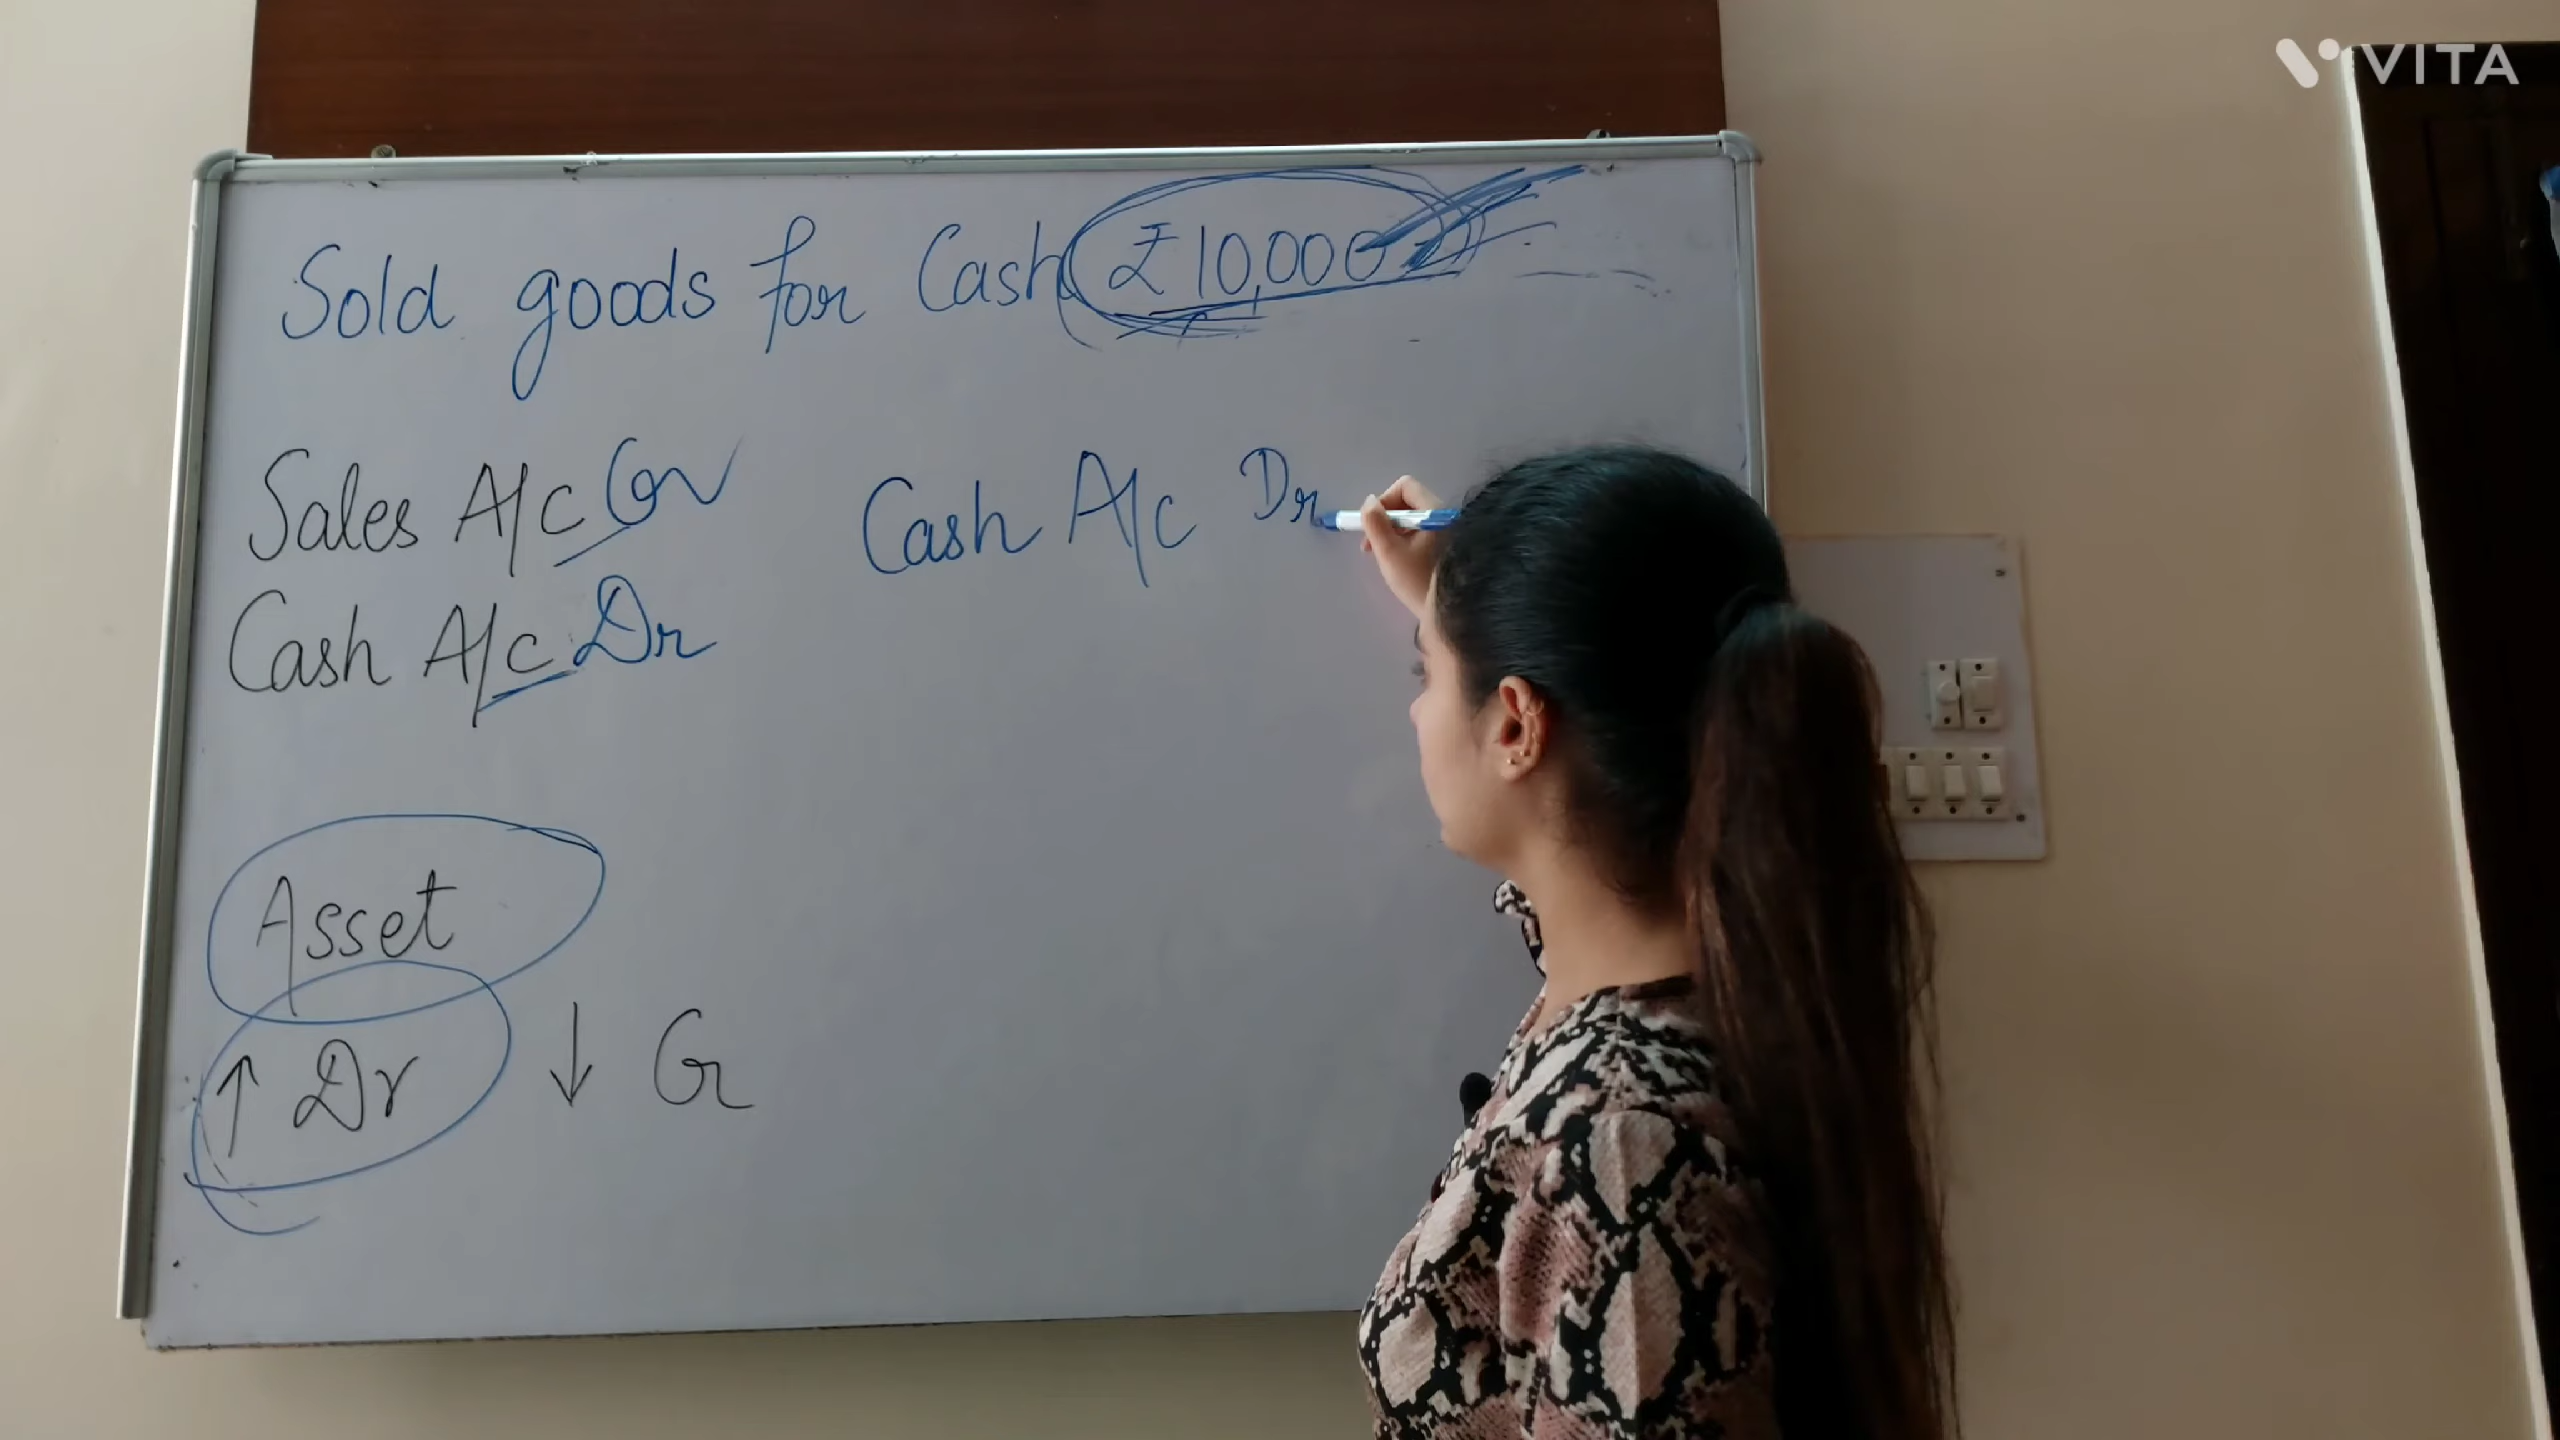 VITA
Sold goods for Cash ₹10,000
Sales A/c Cr
Cash A/c Dr
Cash A/c Dr
Asset
↑ Dr ↓ Cr